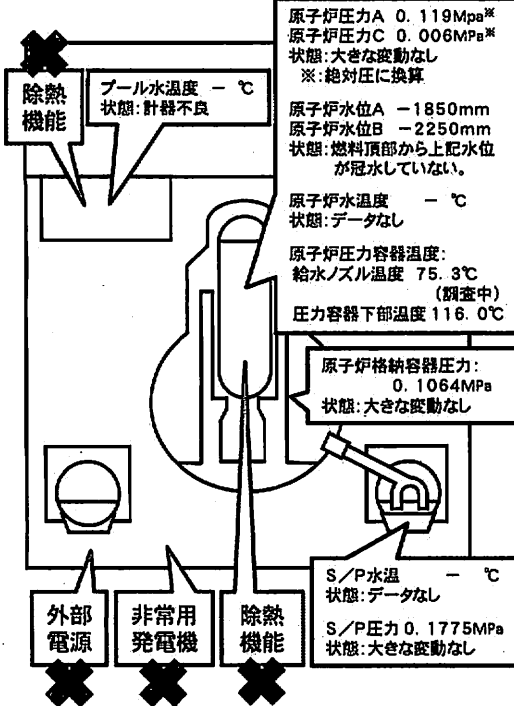 原子炉圧力A 0.119Mpa※
原子炉圧力C 0.006MPa※
状態:大きな変動なし
※:絶対圧に換算
原子炉水位A -1850mm
原子炉水位B -2250mm
状態:燃料頂部から上記水位
が冠水していない。
原子炉水温度 - ℃
状態:データなし
原子炉圧力容器温度:
給水ノズル温度 75.3℃
(調査中)
圧力容器下部温度 116.0℃
除熱
機能
プール水温度 - ℃
状態:計器不良
原子炉格納容器圧力:
0.1064MPa
状態:大きな変動なし
S/P水温 - ℃
状態:データなし
S/P圧力 0.1775MPa
状態:大きな変動なし
外部
電源
非常用
発電機
除熱
機能